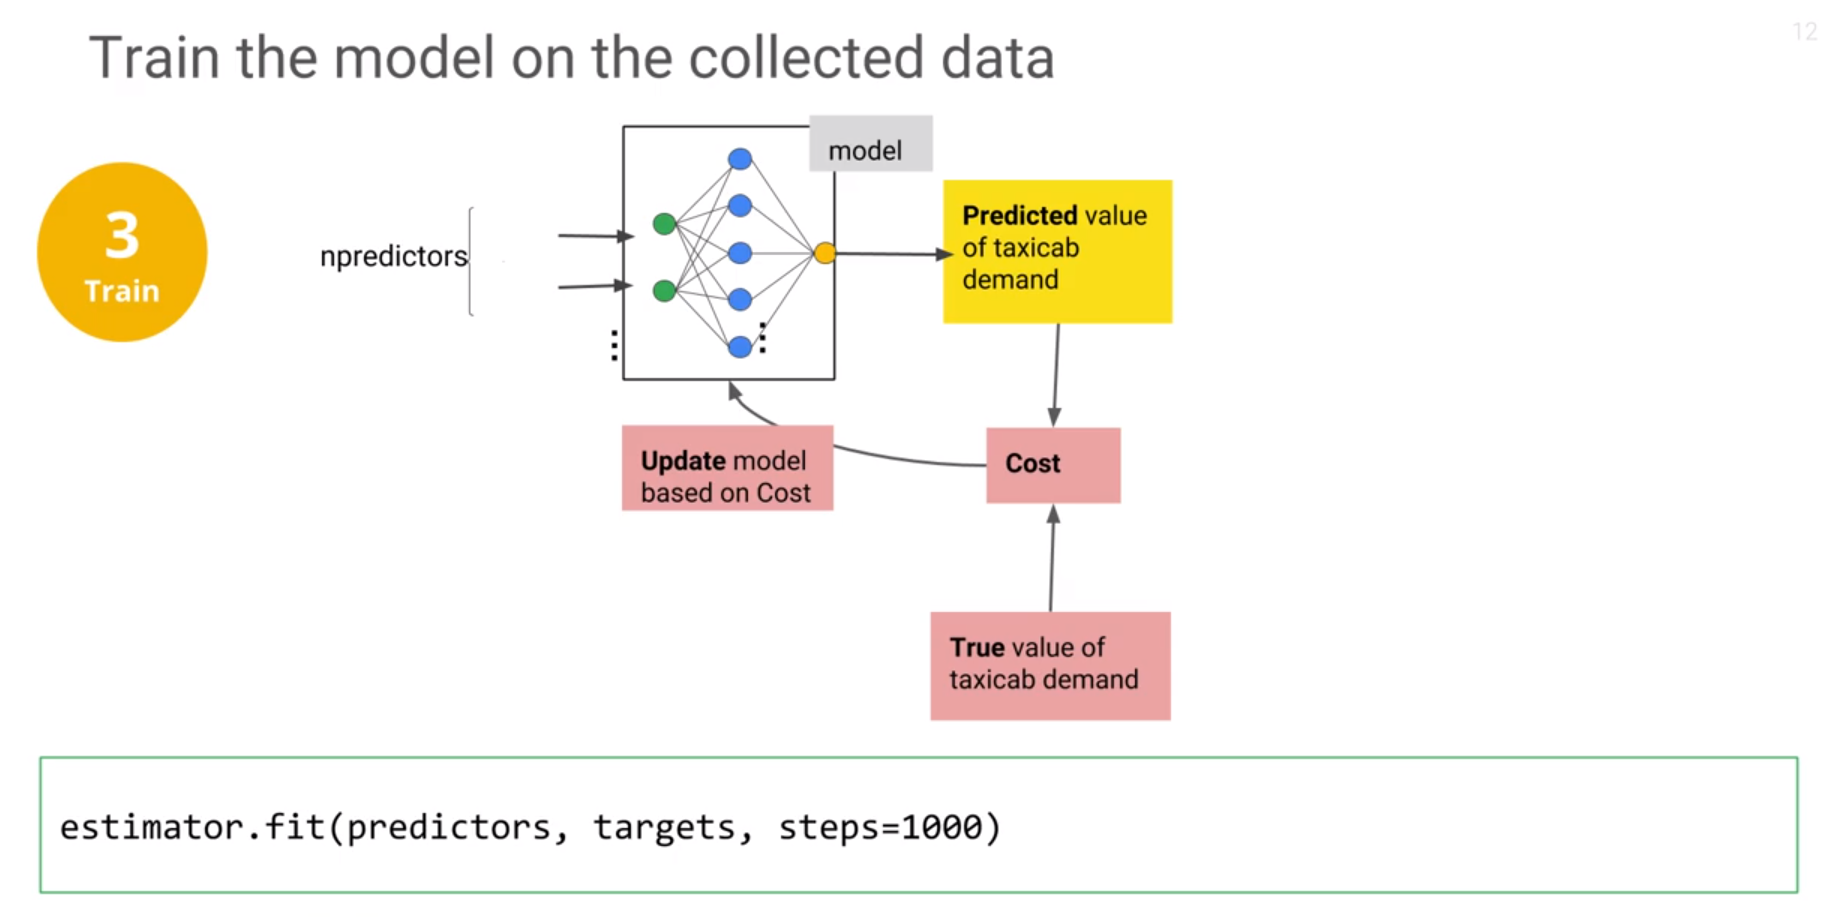 12
Train the model on the collected data
3
Train
npredictors
model
Predicted value
of taxicab
demand
Update model
based on Cost
Cost
True value of
taxicab demand
estimator.fit(predictors, targets, steps=1000)